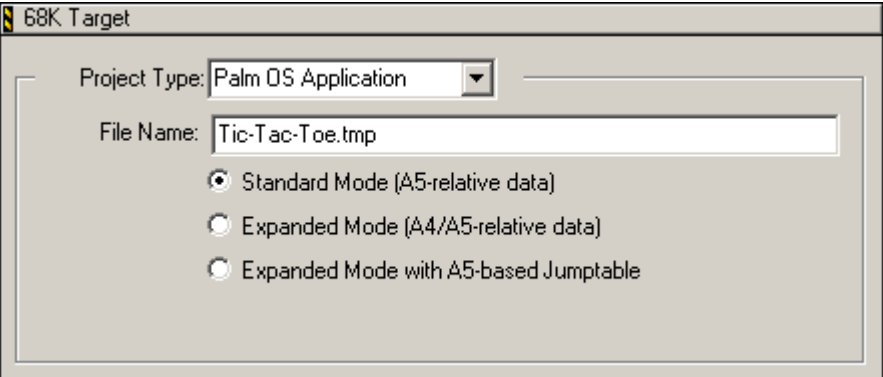 68K Target
Project Type: Palm OS Application
File Name: Tic-Tac-Toe.tmp
Standard Mode (A5-relative data)
Expanded Mode (A4/A5-relative data)
Expanded Mode with A5-based Jumptable